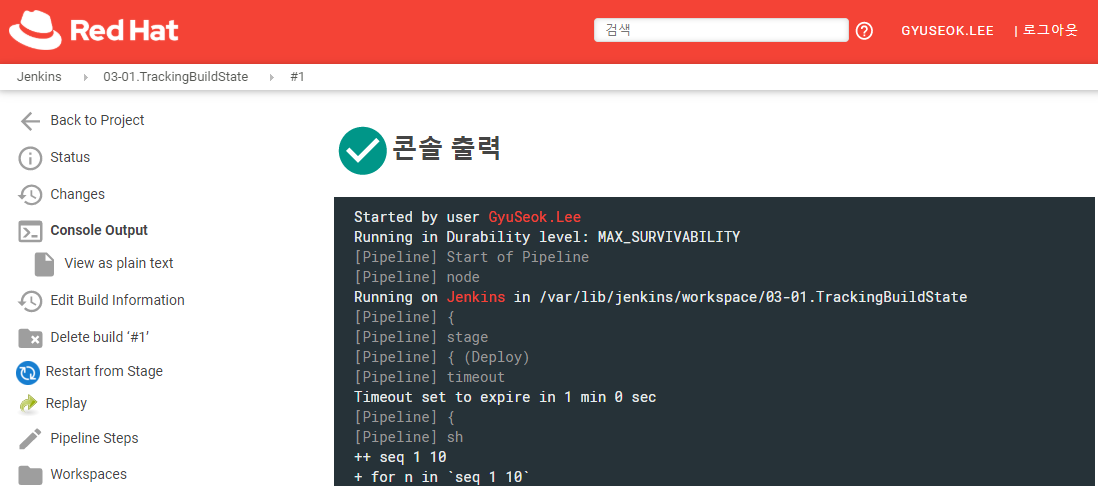 Red Hat
검색
GYUSEOK.LEE
| 로그아웃
Jenkins
03-01.TrackingBuildState
#1
Back to Project
Status
Changes
Console Output
View as plain text
Edit Build Information
Delete build ‘#1’
Restart from Stage
Replay
Pipeline Steps
Workspaces
콘솔 출력
Started by user GyuSeok.Lee
Running in Durability level: MAX_SURVIVABILITY
[Pipeline] Start of Pipeline
[Pipeline] node
Running on Jenkins in /var/lib/jenkins/workspace/03-01.TrackingBuildState
[Pipeline] {
[Pipeline] stage
[Pipeline] { (Deploy)
[Pipeline] timeout
Timeout set to expire in 1 min 0 sec
[Pipeline] {
[Pipeline] sh
++ seq 1 10
+ for n in `seq 1 10`